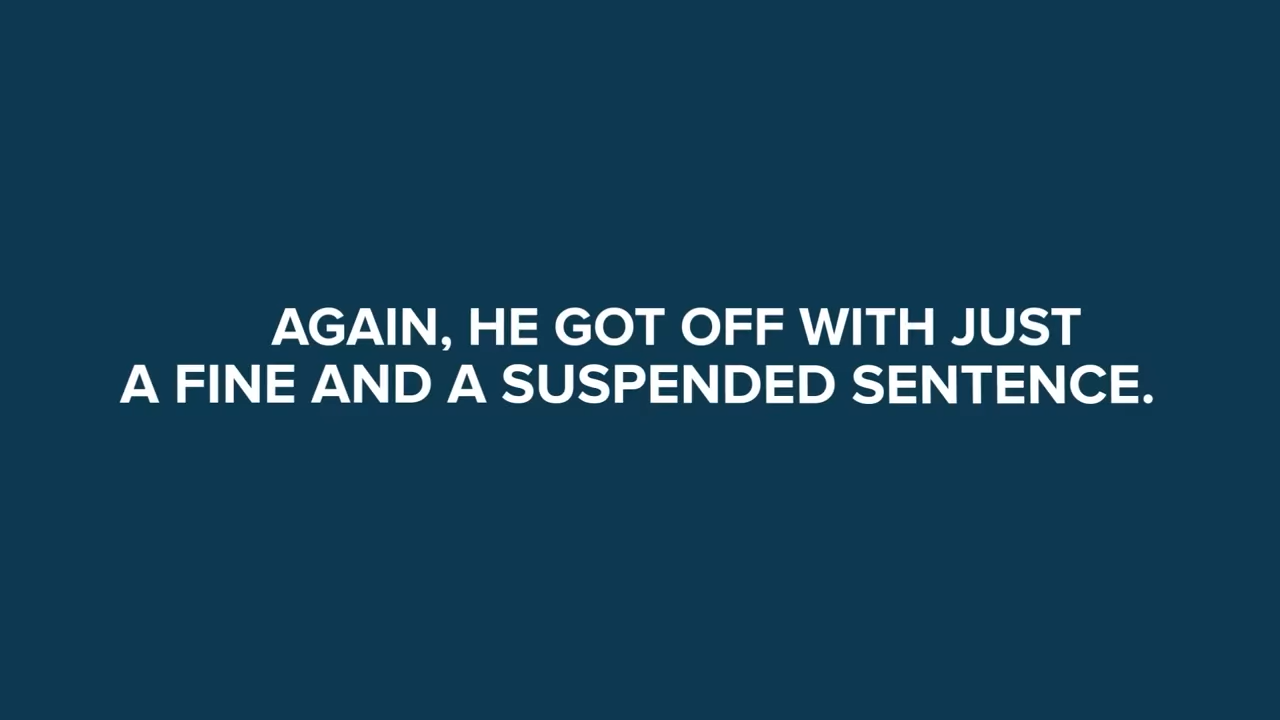 AGAIN, HE GOT OFF WITH JUST
A FINE AND A SUSPENDED SENTENCE.